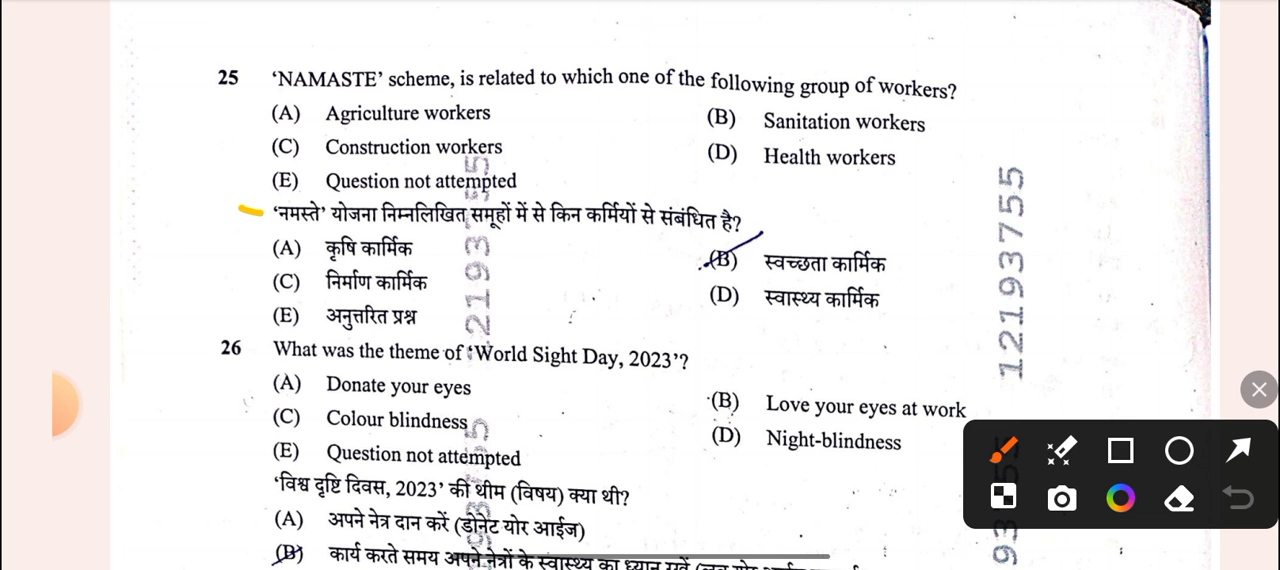 25 'NAMASTE' scheme, is related to which one of the following group of workers?
(A) Agriculture workers (B) Sanitation workers
(C) Construction workers (D) Health workers
(E) Question not attempted
'नमस्ते' योजना निम्नलिखित समूहों में से किन कर्मियों से संबंधित है?
(A) कृषि कार्मिक (B) स्वच्छता कार्मिक
(C) निर्माण कार्मिक (D) स्वास्थ्य कार्मिक
(E) अनुत्तरित प्रश्न
26 What was the theme of 'World Sight Day, 2023'?
(A) Donate your eyes (B) Love your eyes at work
(C) Colour blindness (D) Night-blindness
(E) Question not attempted
'विश्व दृष्टि दिवस, 2023' की थीम (विषय) क्या थी?
(A) अपने नेत्र दान करें (डोनेट योर आईज)
(B) कार्य करते समय अपने नेत्रों के स्वास्थ्य का ध्यान रखें
12193755
2193755